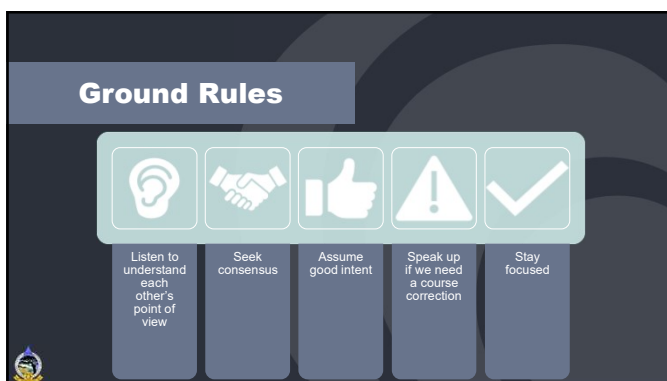 Ground Rules
Listen to
understand
each
other's
point of
view
Seek
consensus
Assume
good intent
Speak up
if we need
a course
correction
Stay
focused